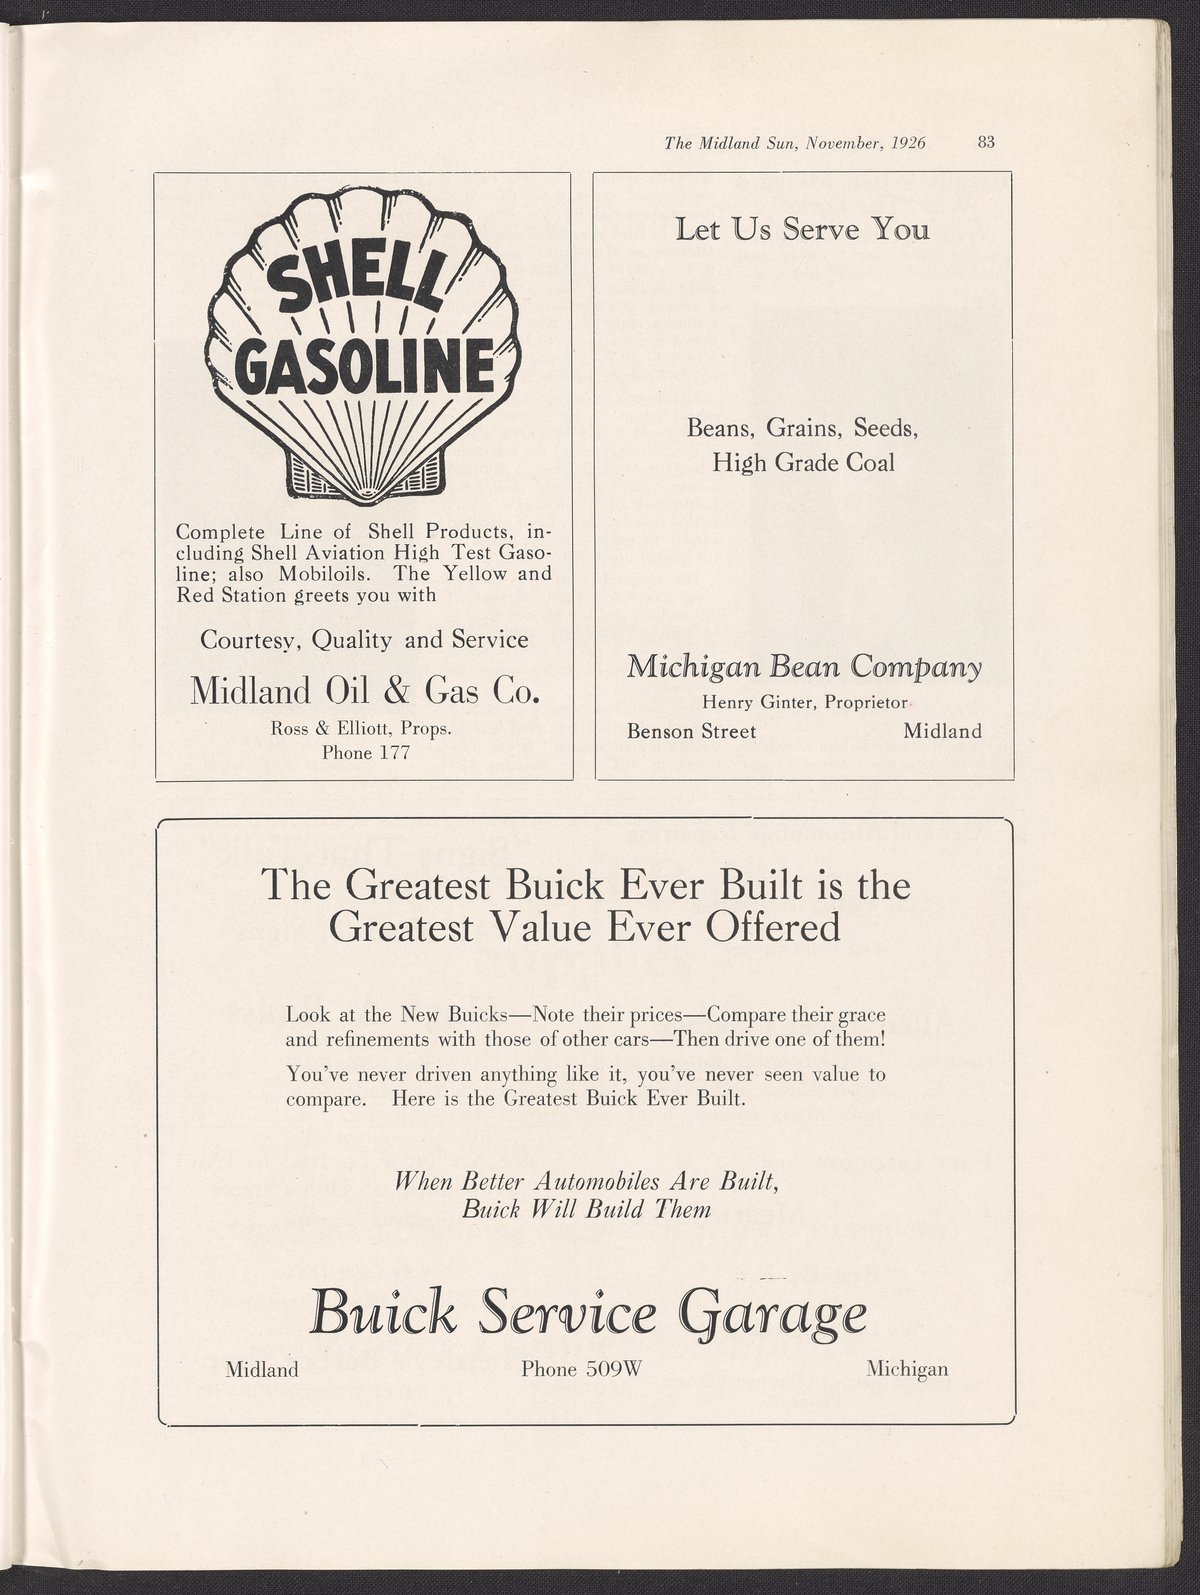 The Midland Sun, November, 1926 83
SHELL
GASOLINE
Complete Line of Shell Products, in-
cluding Shell Aviation High Test Gaso-
line; also Mobiloils. The Yellow and
Red Station greets you with
Courtesy, Quality and Service
Midland Oil & Gas Co.
Ross & Elliott, Props.
Phone 177
Let Us Serve You
Beans, Grains, Seeds,
High Grade Coal
Michigan Bean Company
Henry Ginter, Proprietor
Benson Street Midland
The Greatest Buick Ever Built is the
Greatest Value Ever Offered
Look at the New Buicks—Note their prices—Compare their grace
and refinements with those of other cars—Then drive one of them!
You've never driven anything like it, you've never seen value to
compare. Here is the Greatest Buick Ever Built.
When Better Automobiles Are Built,
Buick Will Build Them
Buick Service Garage
Midland Phone 509W Michigan